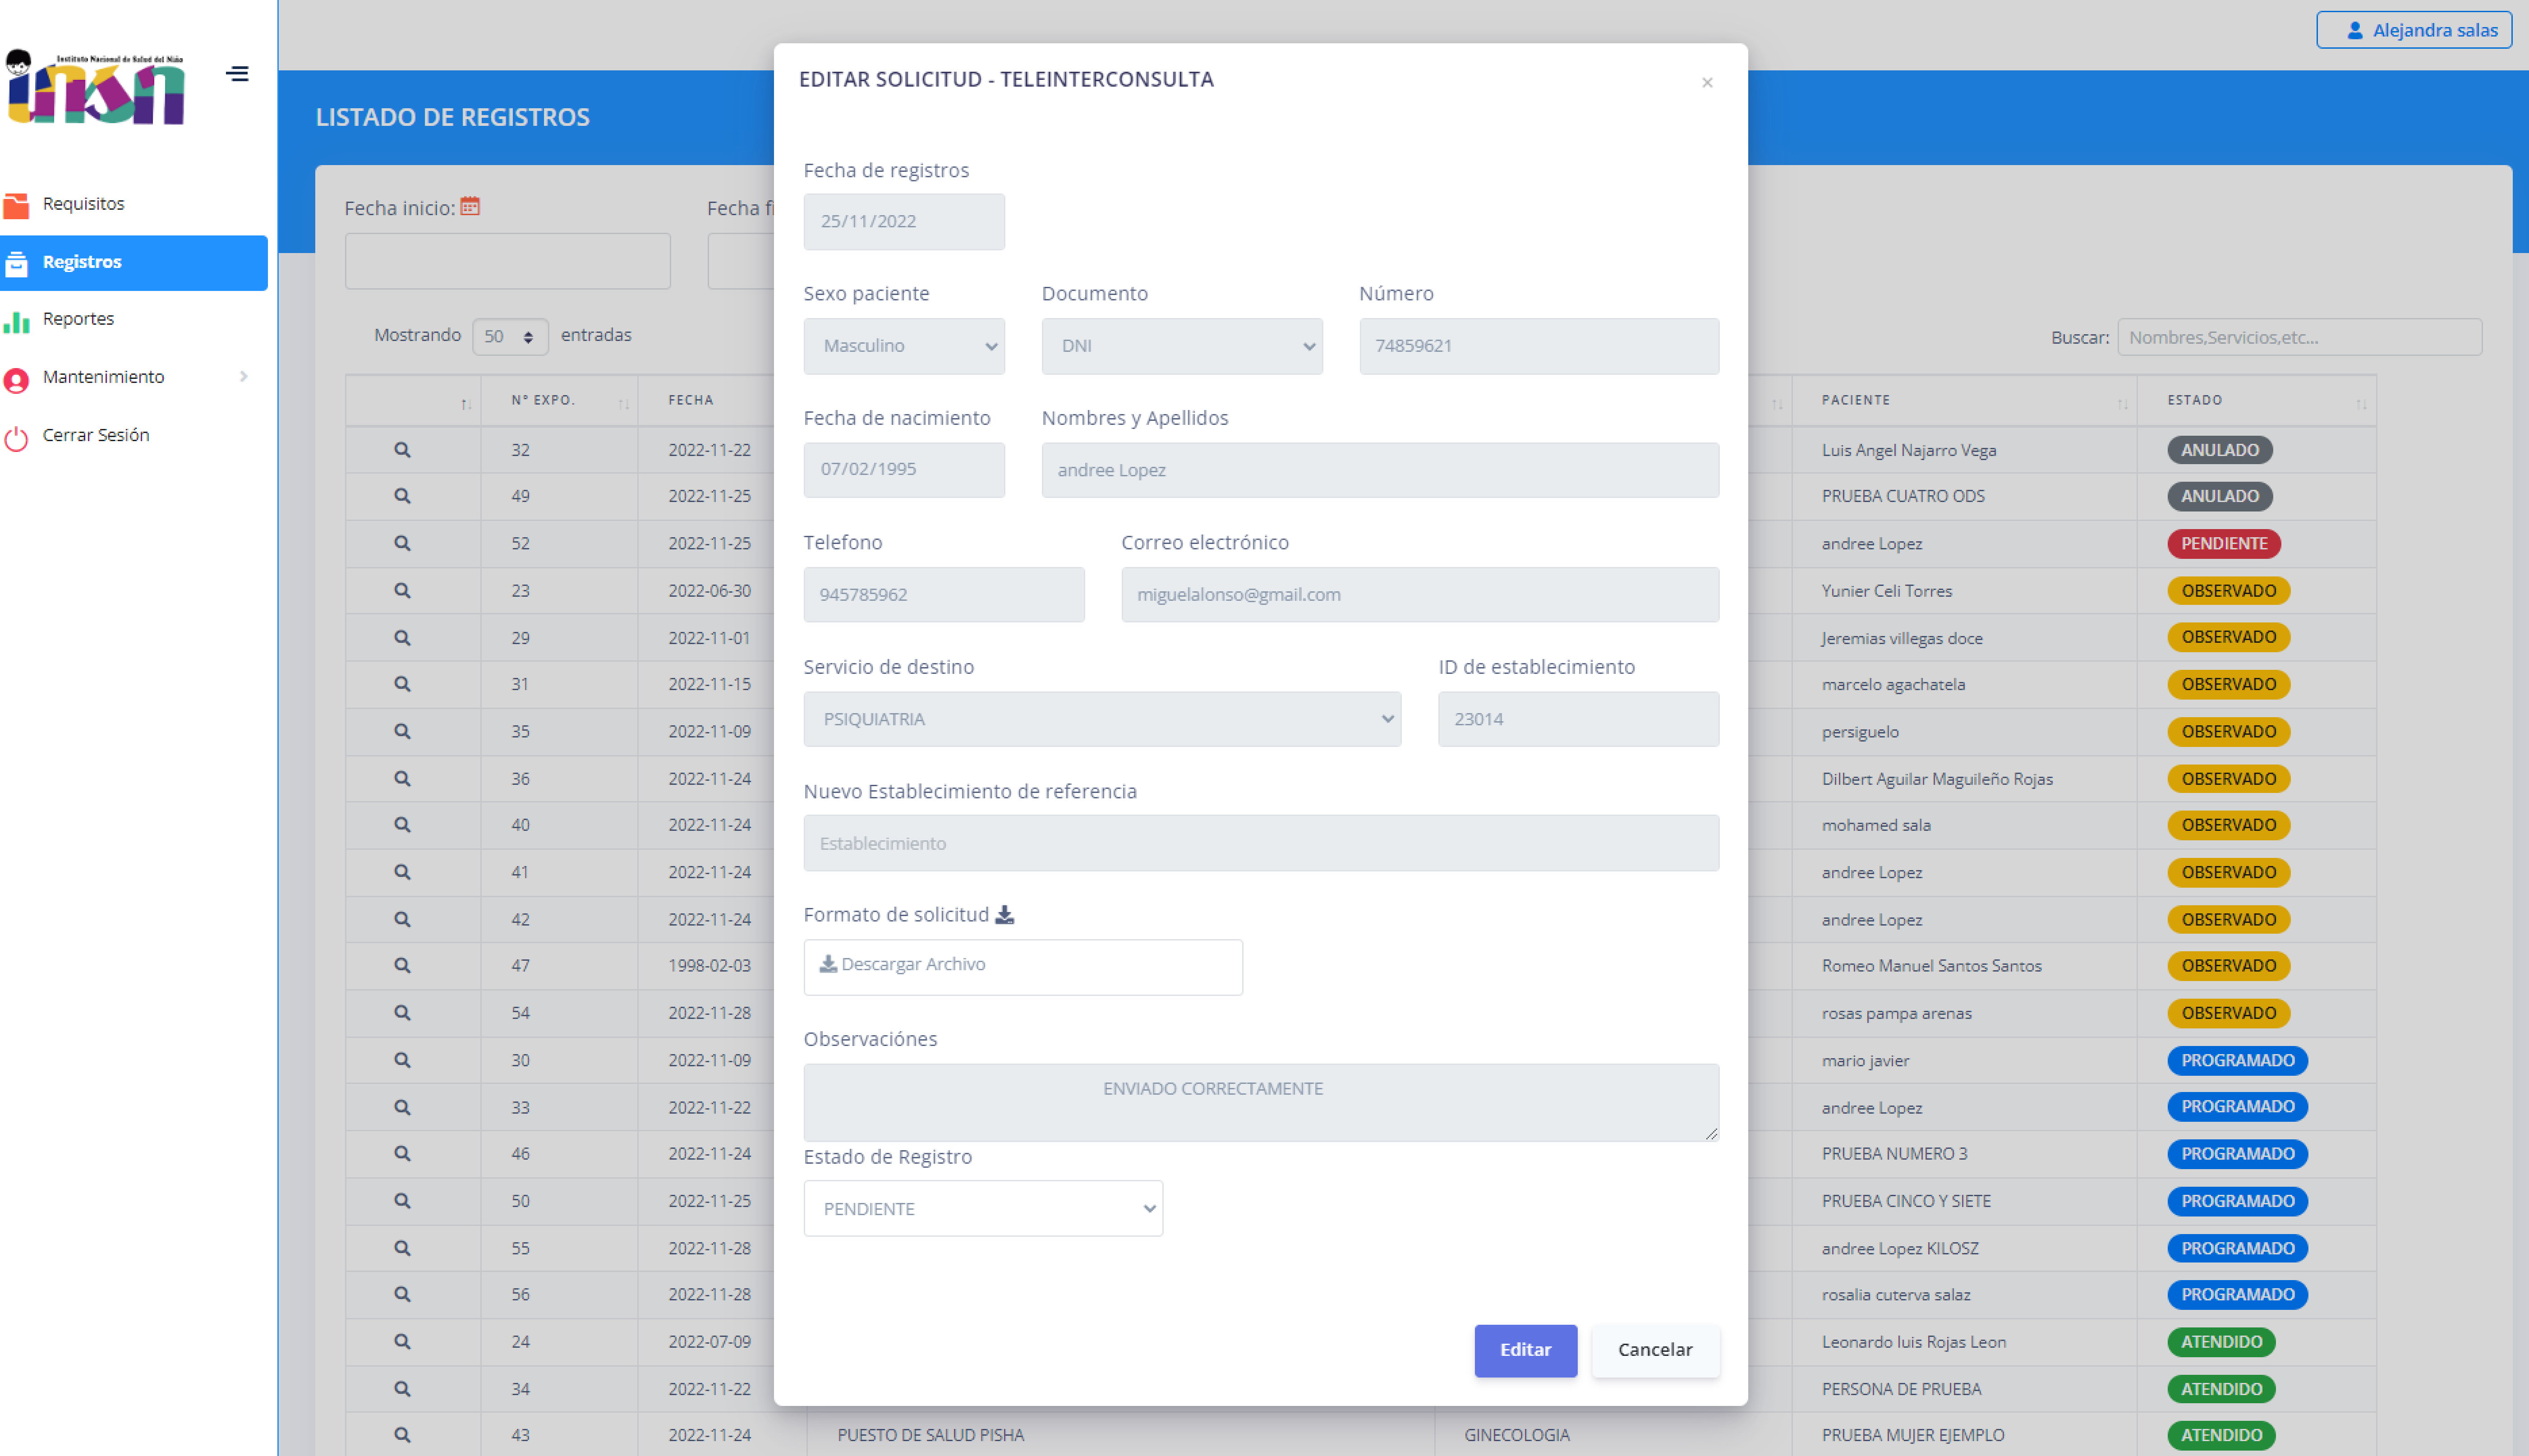 Instituto Nacional de Salud del Niño
insn
Alejandra salas
Requisitos
Registros
Reportes
Mantenimiento
Cerrar Sesión
LISTADO DE REGISTROS
Fecha inicio:
Fecha fi
Mostrando 50 entradas
Buscar: Nombres,Servicios,etc...
N° EXPO. FECHA PACIENTE ESTADO
32 2022-11-22 Luis Angel Najarro Vega ANULADO
49 2022-11-25 PRUEBA CUATRO ODS ANULADO
52 2022-11-25 andree Lopez PENDIENTE
23 2022-06-30 Yunier Celi Torres OBSERVADO
29 2022-11-01 Jeremias villegas doce OBSERVADO
31 2022-11-15 marcelo agachatela OBSERVADO
35 2022-11-09 persiguelo OBSERVADO
36 2022-11-24 Dilbert Aguilar Maguileño Rojas OBSERVADO
40 2022-11-24 mohamed sala OBSERVADO
41 2022-11-24 andree Lopez OBSERVADO
42 2022-11-24 andree Lopez OBSERVADO
47 1998-02-03 Romeo Manuel Santos Santos OBSERVADO
54 2022-11-28 rosas pampa arenas OBSERVADO
30 2022-11-09 mario javier PROGRAMADO
33 2022-11-22 andree Lopez PROGRAMADO
46 2022-11-24 PRUEBA NUMERO 3 PROGRAMADO
50 2022-11-25 PRUEBA CINCO Y SIETE PROGRAMADO
55 2022-11-28 andree Lopez KILOSZ PROGRAMADO
56 2022-11-28 rosalia cuterva salaz PROGRAMADO
24 2022-07-09 Leonardo luis Rojas Leon ATENDIDO
34 2022-11-22 PERSONA DE PRUEBA ATENDIDO
43 2022-11-24 PUESTO DE SALUD PISHA GINECOLOGIA PRUEBA MUJER EJEMPLO ATENDIDO
EDITAR SOLICITUD - TELEINTERCONSULTA
×
Fecha de registros
25/11/2022
Sexo paciente Documento Número
Masculino DNI 74859621
Fecha de nacimiento Nombres y Apellidos
07/02/1995 andree Lopez
Telefono Correo electrónico
945785962 miguelalonso@gmail.com
Servicio de destino ID de establecimiento
PSIQUIATRIA 23014
Nuevo Establecimiento de referencia
Establecimiento
Formato de solicitud
Descargar Archivo
Observaciónes
ENVIADO CORRECTAMENTE
Estado de Registro
PENDIENTE
Editar Cancelar